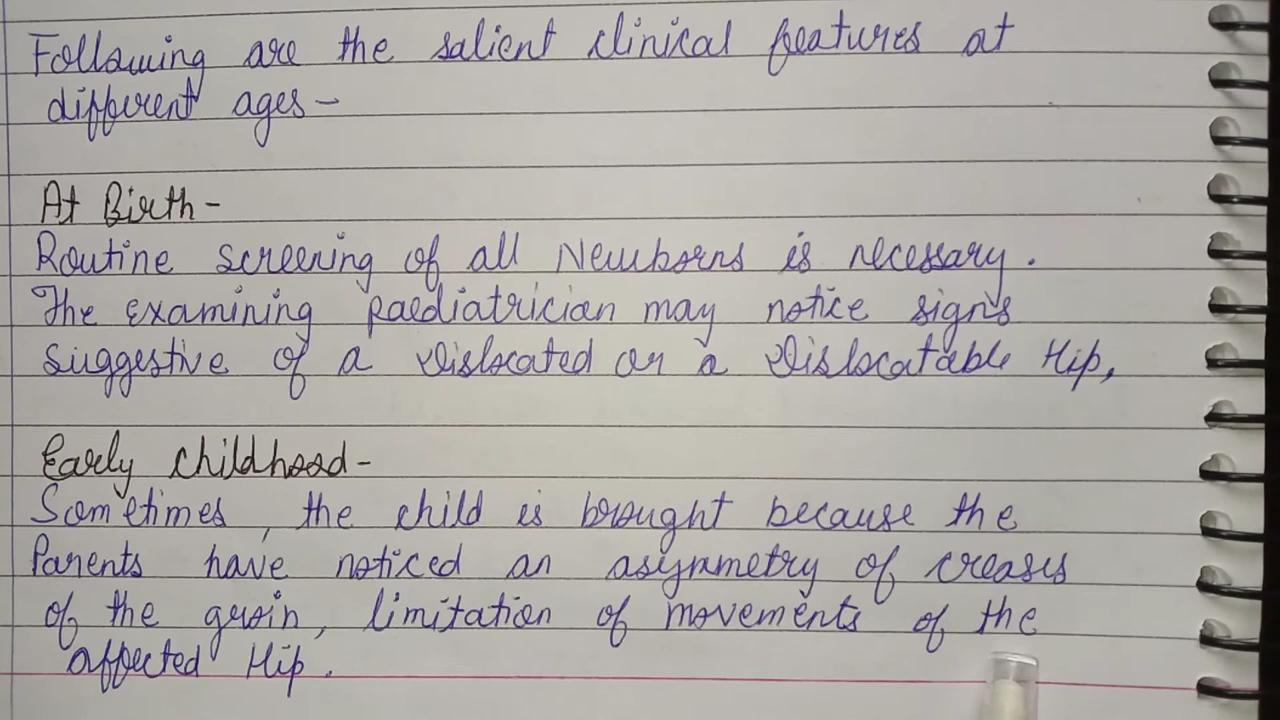 Following are the salient clinical features at
different ages-
At Birth-
Routine screening of all Newborns is necessary.
The examining paediatrician may notice signs
suggestive of a dislocated or a dislocatable Hip,
Early childhood-
Sometimes, the child is brought because the
Parents have noticed an asymmetry of creases
of the groin, limitation of movements of the
affected Hip.